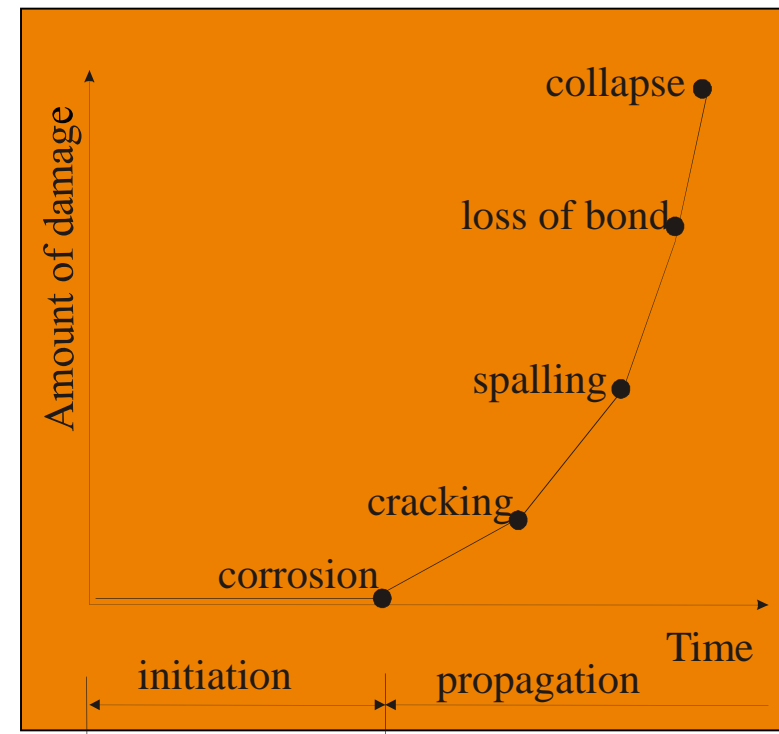 collapse
Amount of damage
loss of bond
spalling
cracking
corrosion
Time
initiation
propagation